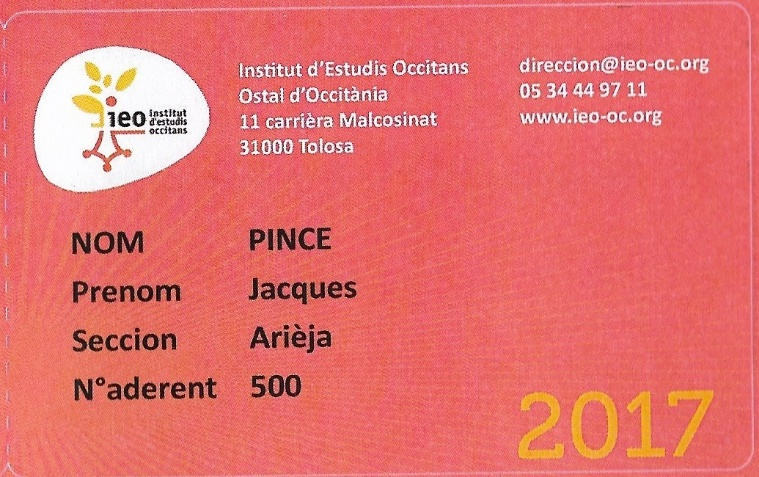 ieo institut
d'estudis
occitans
Institut d'Estudis Occitans
Ostal d'Occitània
11 carrièra Malcosinat
31000 Tolosa
direccion@ieo-oc.org
05 34 44 97 11
www.ieo-oc.org
NOM PINCE
Prenom Jacques
Seccion Arièja
N°aderent 500
2017